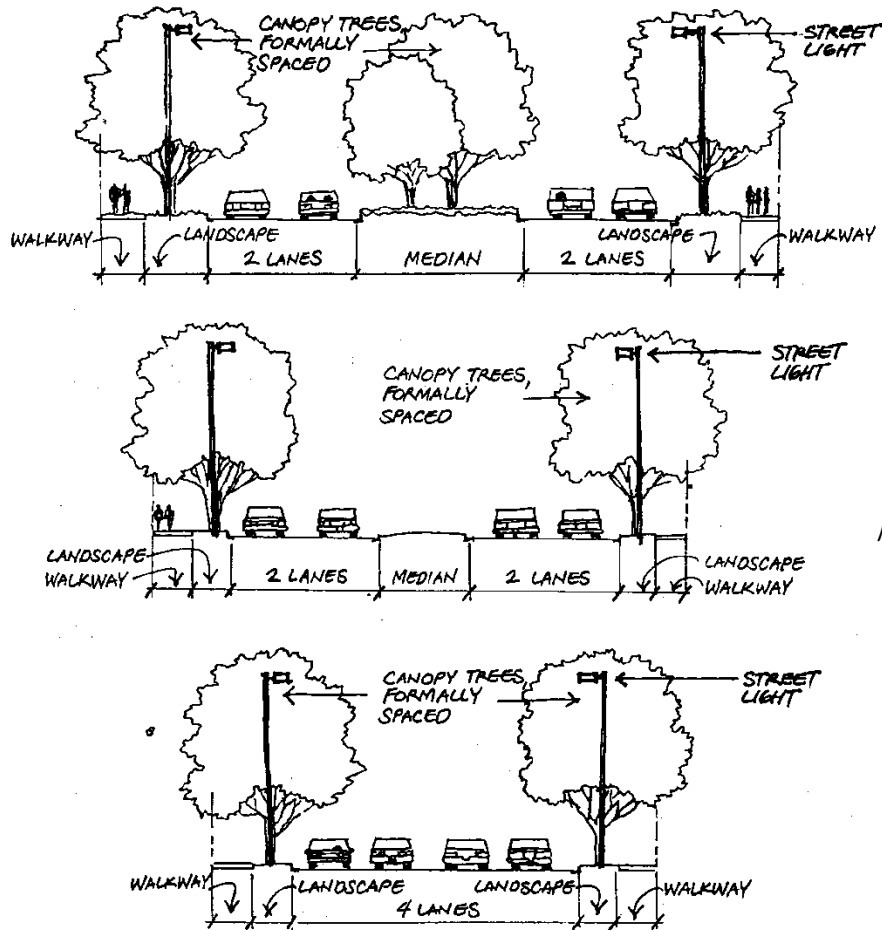 CANOPY TREES,
FORMALLY
SPACED
STREET
LIGHT
WALKWAY
LANDSCAPE
2 LANES
MEDIAN
2 LANES
LANDSCAPE
WALKWAY
CANOPY TREES,
FORMALLY
SPACED
STREET
LIGHT
LANDSCAPE
WALKWAY
2 LANES
MEDIAN
2 LANES
LANDSCAPE
WALKWAY
CANOPY TREES,
FORMALLY
SPACED
STREET
LIGHT
WALKWAY
LANDSCAPE
4 LANES
LANDSCAPE
WALKWAY